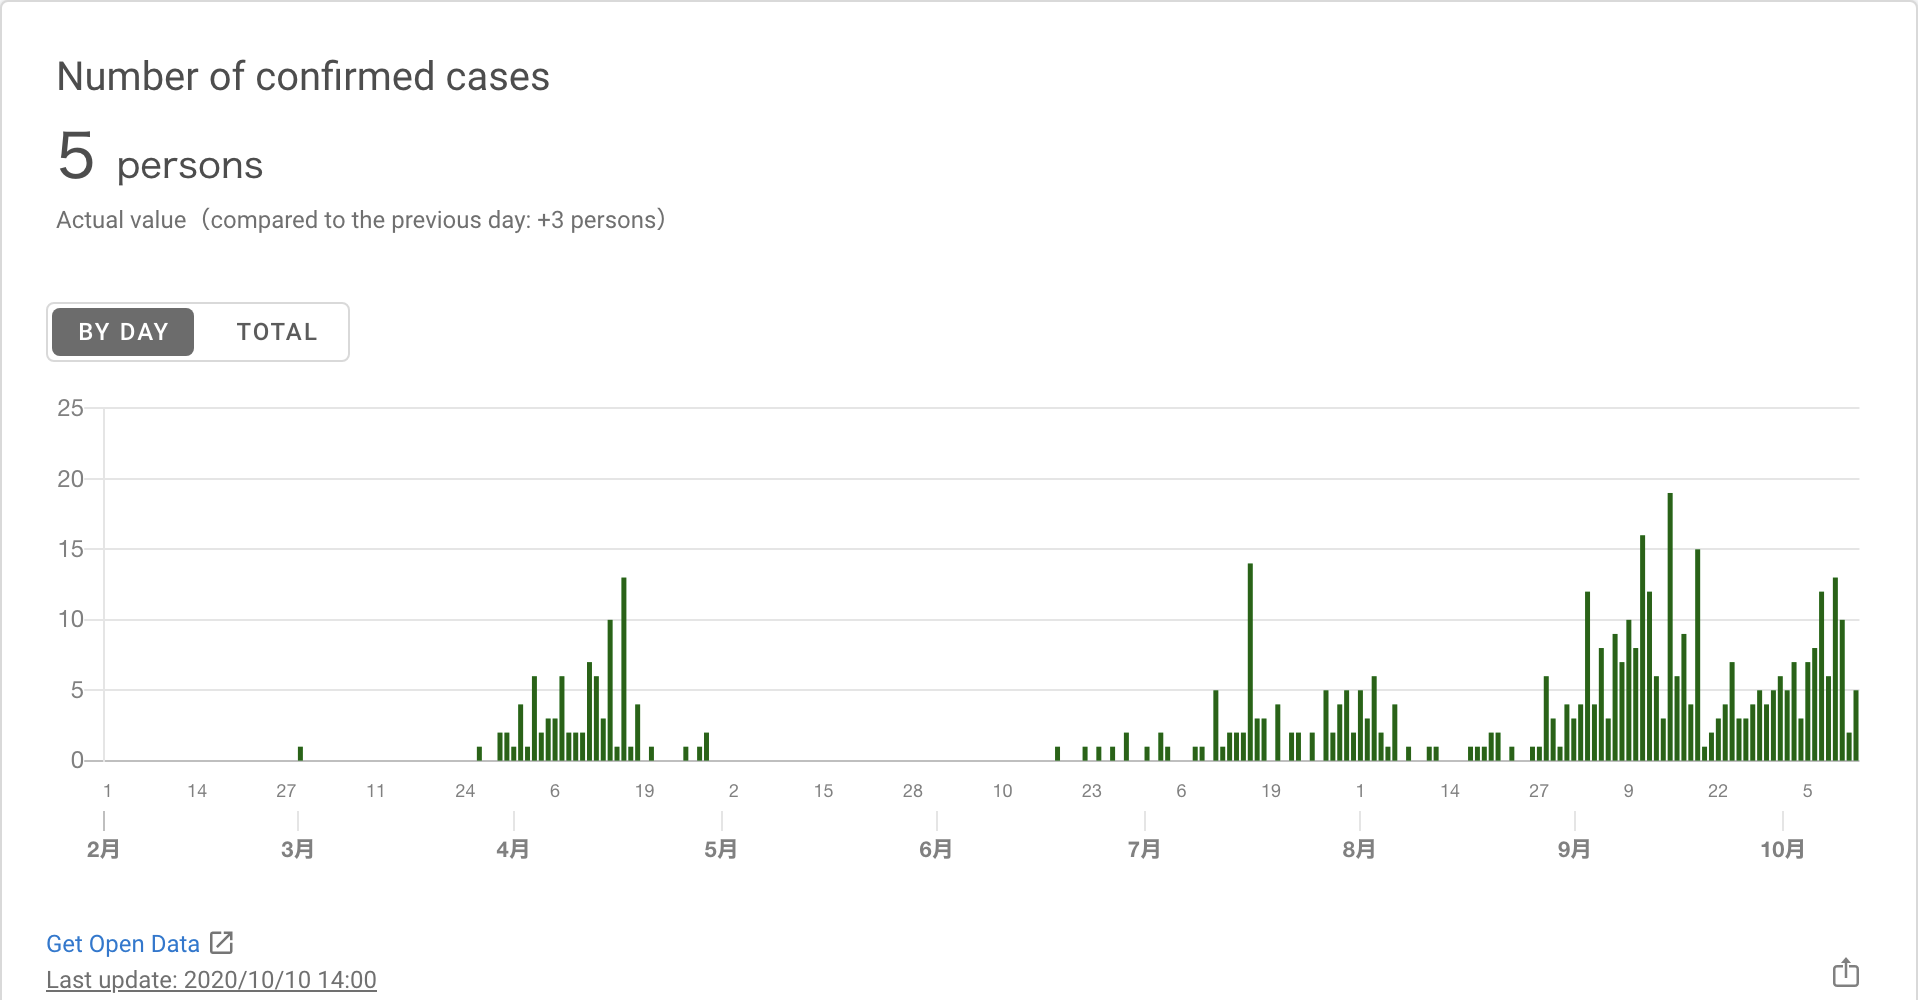 Number of confirmed cases
5 persons
Actual value（compared to the previous day: +3 persons）
BY DAY TOTAL
25
20
15
10
5
0
1 14 27 11 24 6 19 2 15 28 10 23 6 19 1 14 27 9 22 5
2月 3月 4月 5月 6月 7月 8月 9月 10月
Get Open Data
Last update: 2020/10/10 14:00